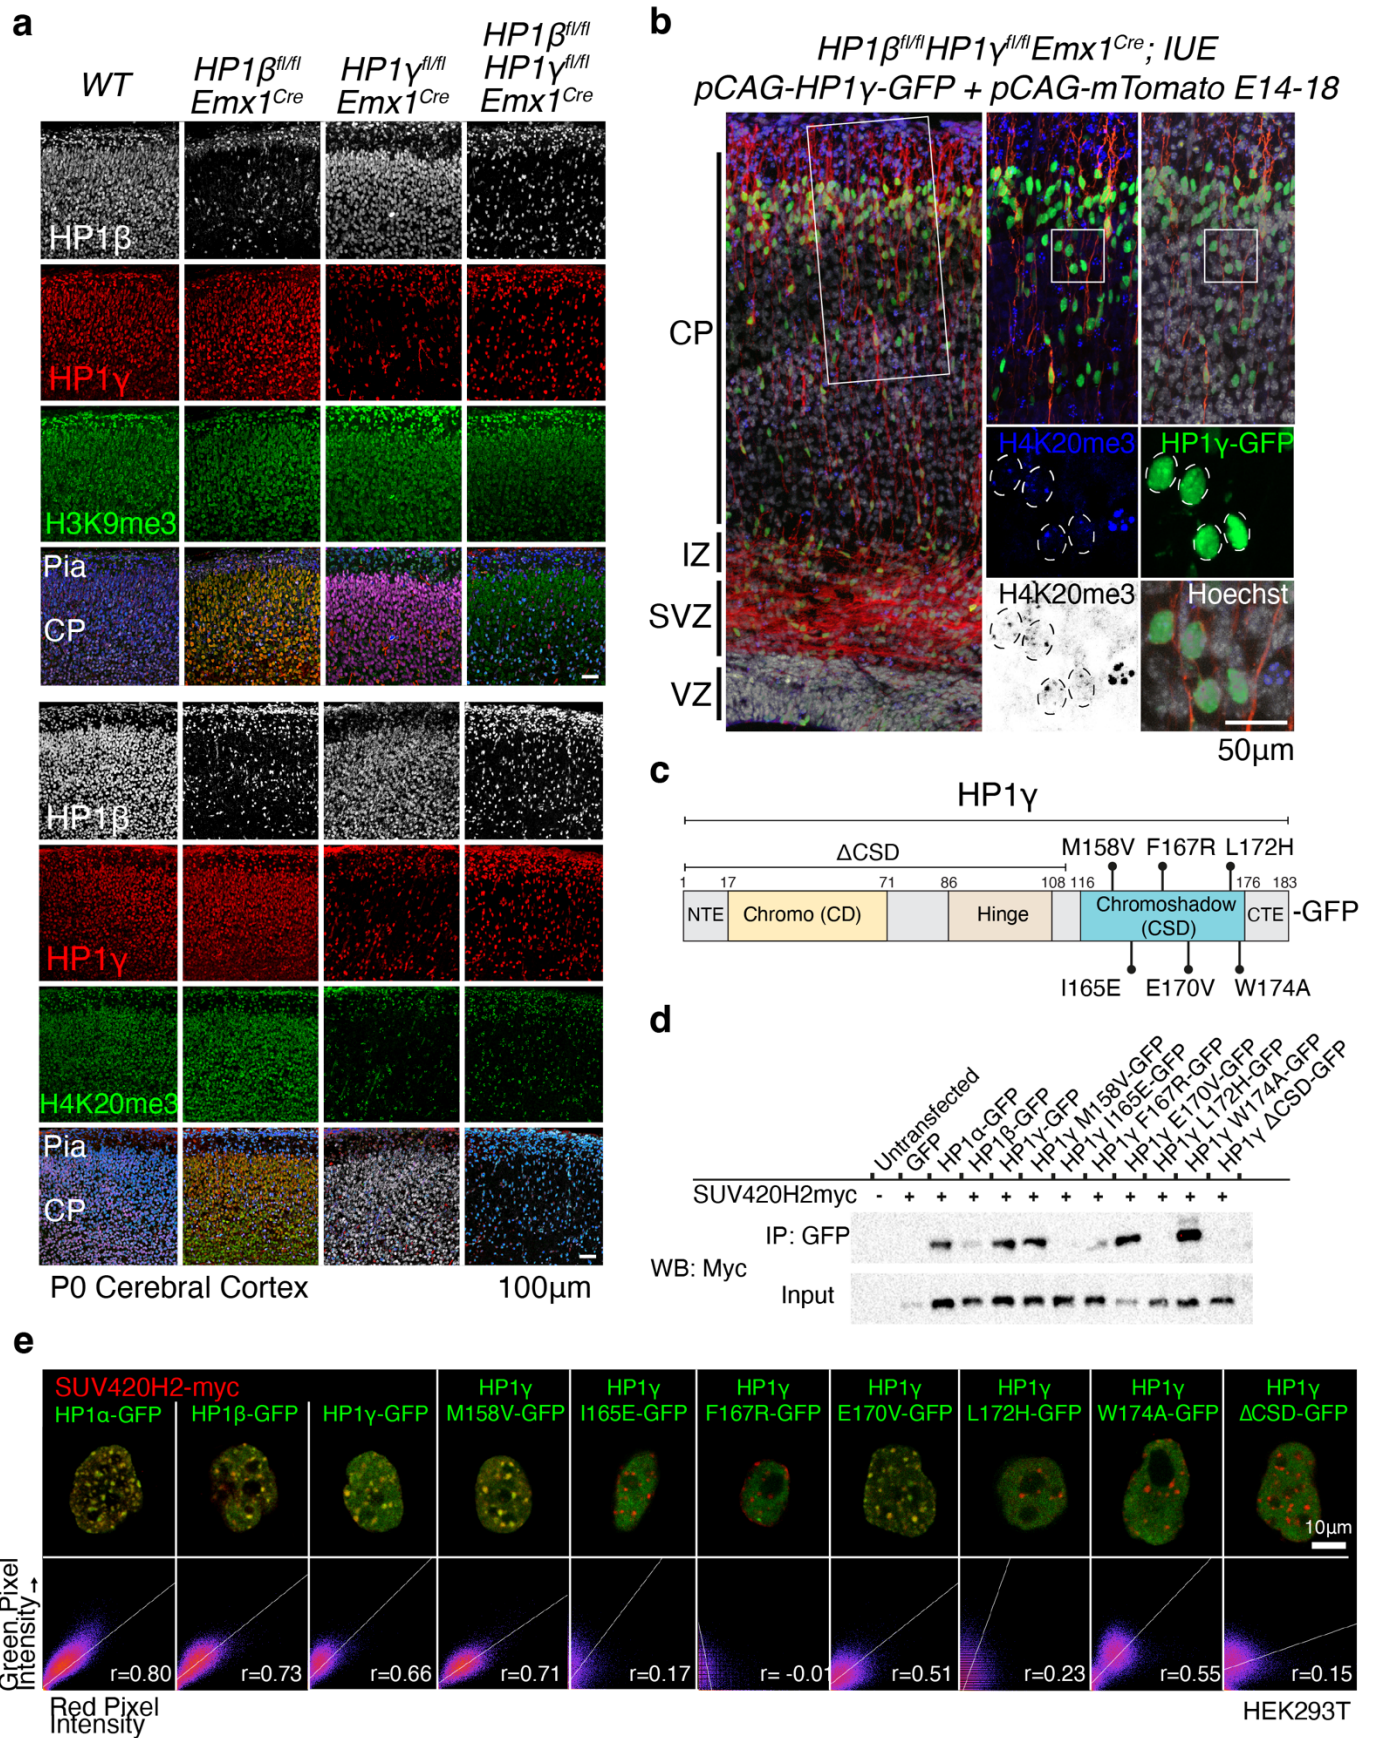 a
WT
HP1β^fl/fl
Emx1^Cre
HP1γ^fl/fl
Emx1^Cre
HP1β^fl/fl
HP1γ^fl/fl
Emx1^Cre
HP1β
HP1γ
H3K9me3
Pia
CP
HP1β
HP1γ
H4K20me3
Pia
CP
P0 Cerebral Cortex
100μm
b
HP1β^fl/fl HP1γ^fl/fl Emx1^Cre; IUE
pCAG-HP1γ-GFP + pCAG-mTomato E14-18
CP
IZ
SVZ
VZ
H4K20me3
HP1γ-GFP
H4K20me3
Hoechst
50μm
c
HP1γ
ΔCSD
M158V F167R L172H
1 17 71 86 108 116 176 183
NTE
Chromo (CD)
Hinge
Chromoshadow
(CSD)
CTE
-GFP
I165E E170V W174A
d
Untransfected
GFP
HP1α-GFP
HP1β-GFP
HP1γ-GFP
HP1γ M158V-GFP
HP1γ I165E-GFP
HP1γ F167R-GFP
HP1γ E170V-GFP
HP1γ L172H-GFP
HP1γ W174A-GFP
HP1γ ΔCSD-GFP
SUV420H2myc - + + + + + + + + + + +
IP: GFP
WB: Myc
Input
e
SUV420H2-myc
HP1α-GFP
HP1β-GFP
HP1γ-GFP
HP1γ
M158V-GFP
HP1γ
I165E-GFP
HP1γ
F167R-GFP
HP1γ
E170V-GFP
HP1γ
L172H-GFP
HP1γ
W174A-GFP
HP1γ
ΔCSD-GFP
10μm
Green Pixel
Intensity →
r=0.80
r=0.73
r=0.66
r=0.71
r=0.17
r= -0.01
r=0.51
r=0.23
r=0.55
r=0.15
Red Pixel
Intensity
HEK293T